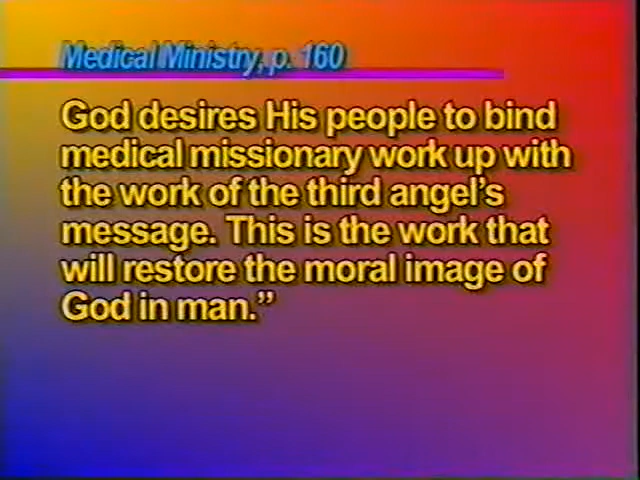 Medical Ministry, p. 160
God desires His people to bind
medical missionary work up with
the work of the third angel's
message. This is the work that
will restore the moral image of
God in man.”